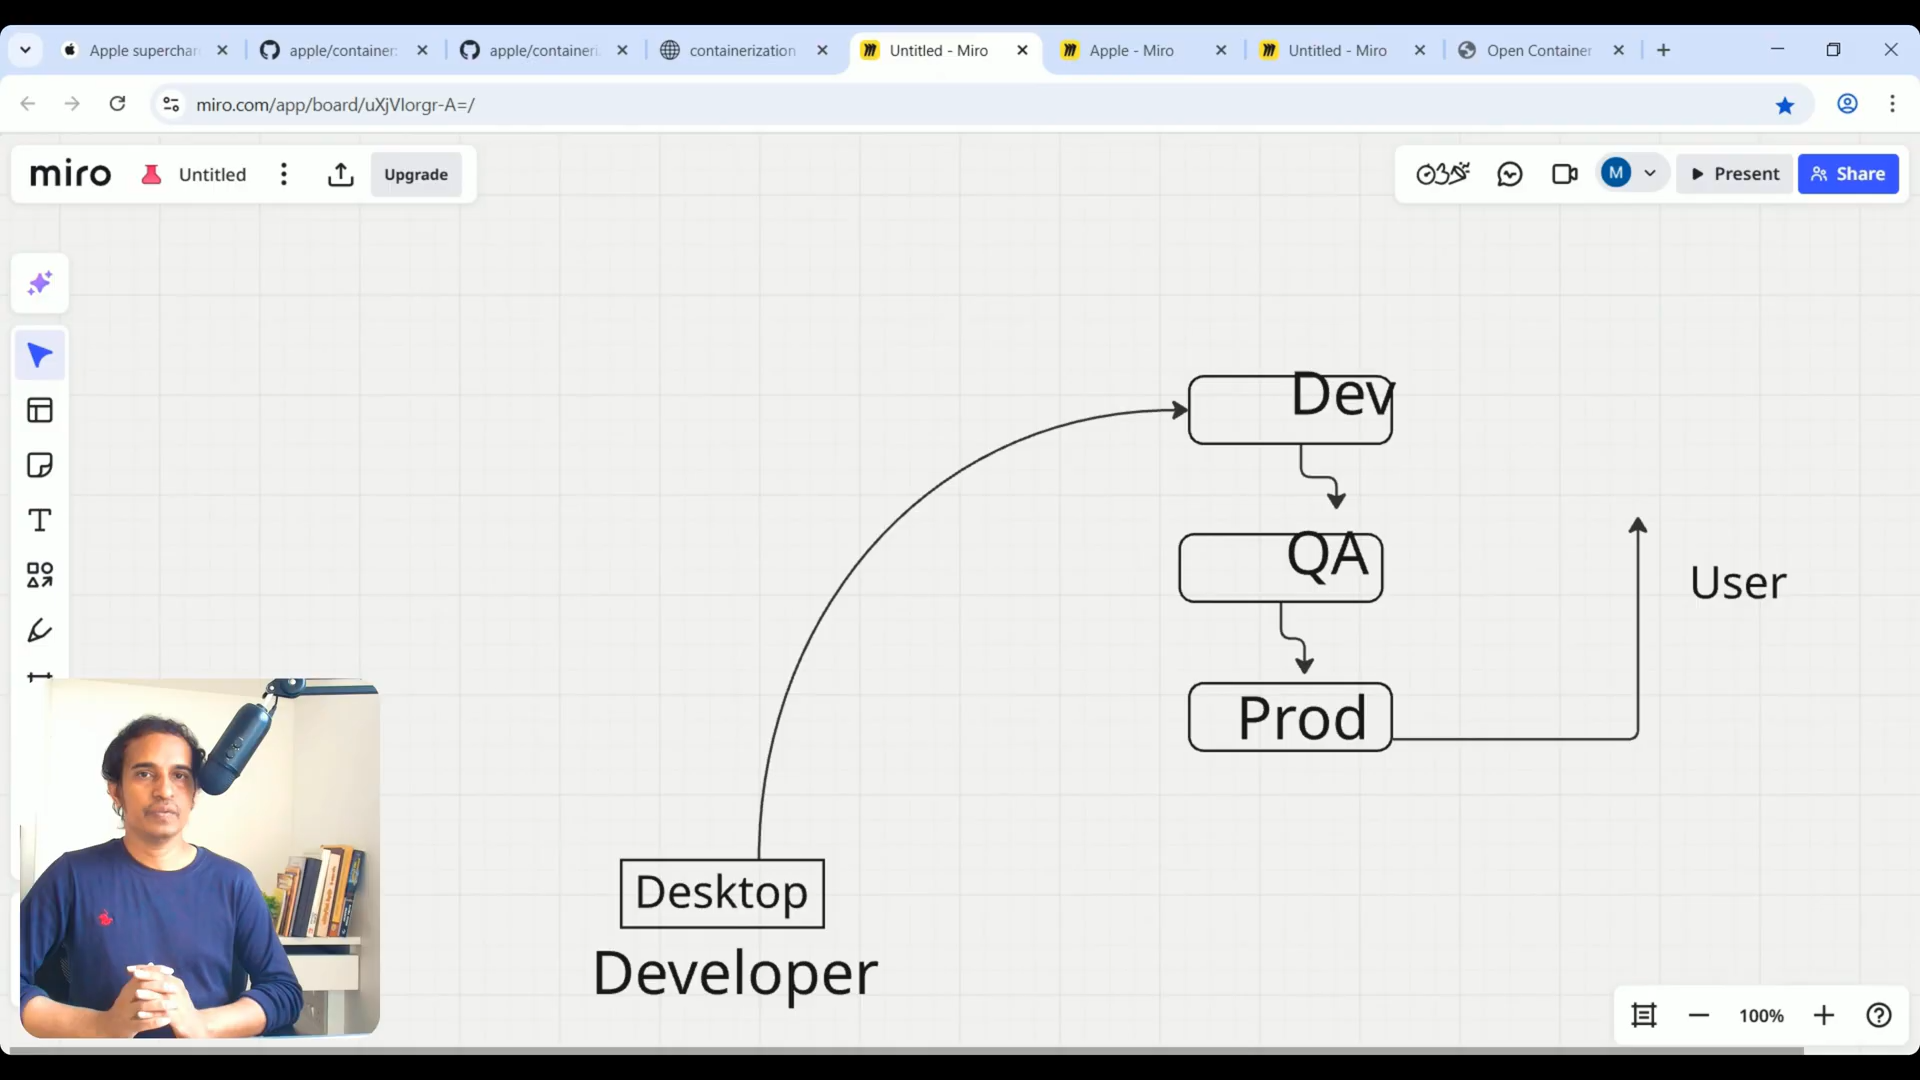 Apple superchar
apple/container:
apple/containeri
containerization
Untitled - Miro
Apple - Miro
Untitled - Miro
Open Container
miro.com/app/board/uXjVIorgr-A=/
miro
Untitled
Upgrade
M
Present
Share
Dev
QA
User
Prod
Desktop
Developer
100%